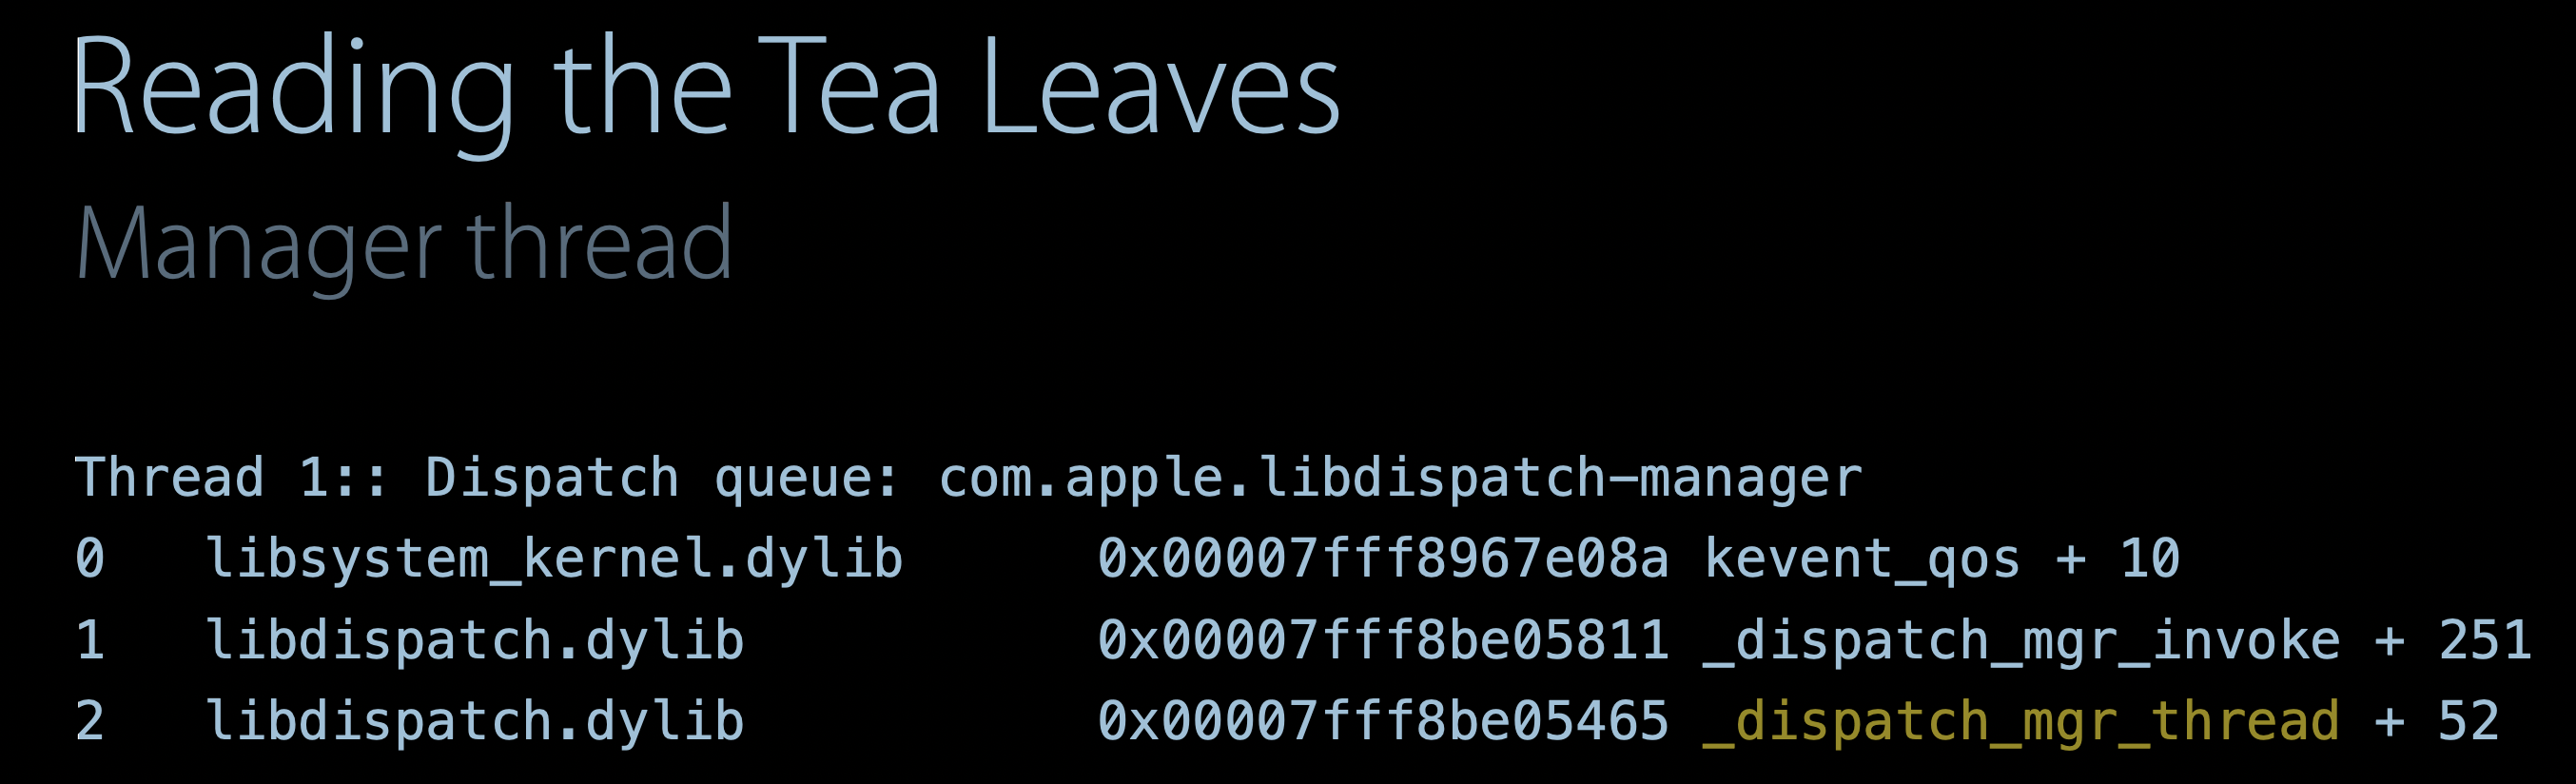 Reading the Tea Leaves
Manager thread
Thread 1:: Dispatch queue: com.apple.libdispatch-manager
0   libsystem_kernel.dylib      0x00007fff8967e08a kevent_qos + 10
1   libdispatch.dylib           0x00007fff8be05811 _dispatch_mgr_invoke + 251
2   libdispatch.dylib           0x00007fff8be05465 _dispatch_mgr_thread + 52